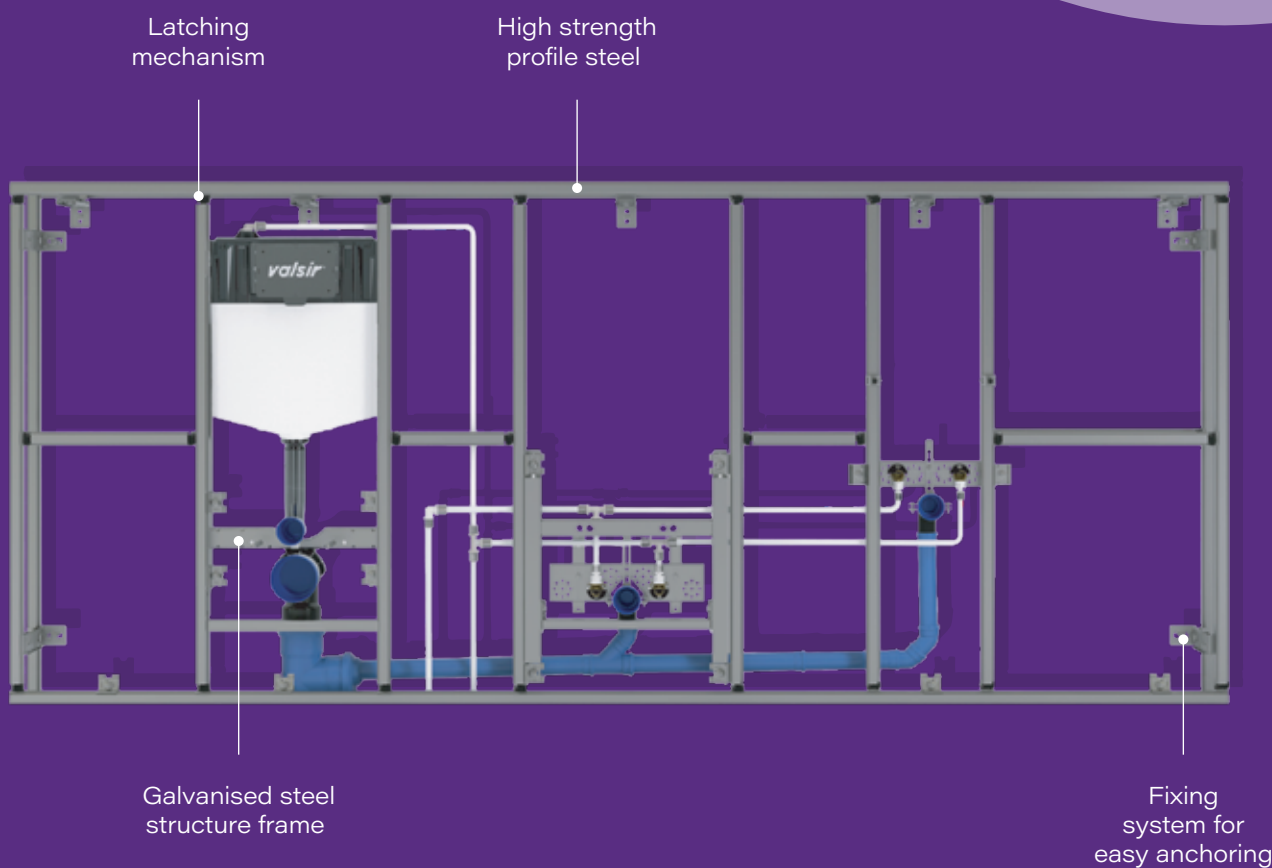 Latching
mechanism
High strength
profile steel
valsir
Galvanised steel
structure frame
Fixing
system for
easy anchoring